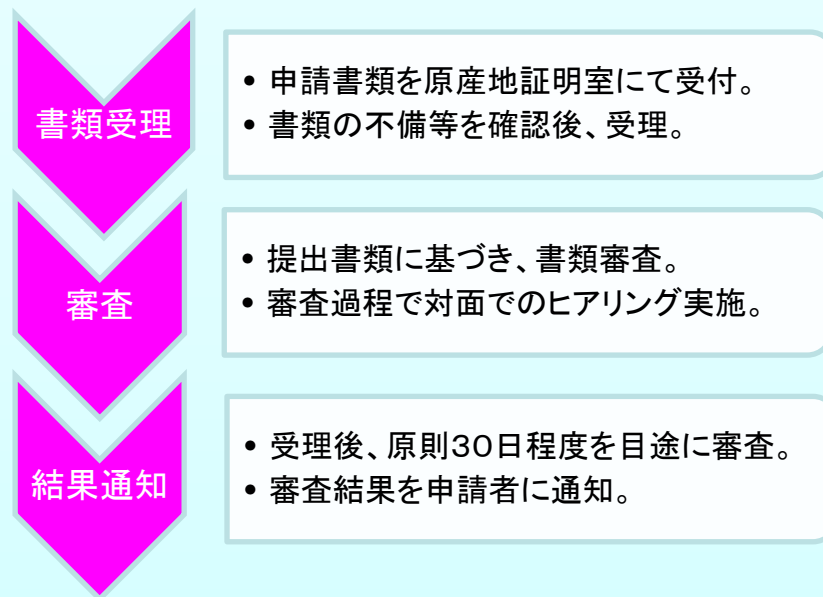 書類受理
• 申請書類を原産地証明室にて受付。
• 書類の不備等を確認後、受理。
審査
• 提出書類に基づき、書類審査。
• 審査過程で対面でのヒアリング実施。
結果通知
• 受理後、原則30日程度を目途に審査。
• 審査結果を申請者に通知。